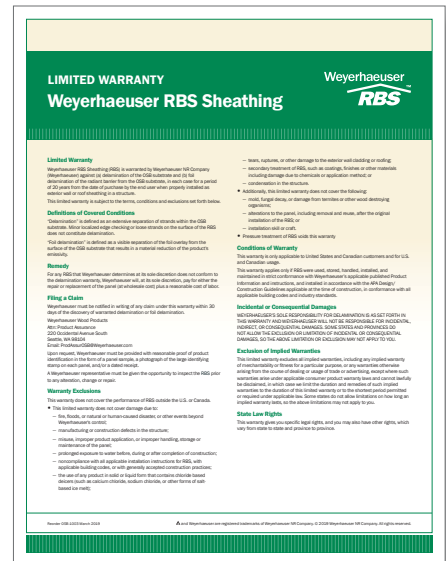 LIMITED WARRANTY
Weyerhaeuser RBS Sheathing
Weyerhaeuser
RBS
Limited Warranty
Weyerhaeuser RBS Sheathing (RBS) is warranted by Weyerhaeuser NR Company
(Weyerhaeuser) against (a) delamination of the OSB substrate and (b) foil
delamination of the radiant barrier from the OSB substrate, in each case for a period
of 20 years from the date of purchase by the end user when properly installed as
exterior wall or roof sheathing in a structure.
This limited warranty is subject to the terms, conditions and exclusions set forth below.
Definitions of Covered Conditions
"Delamination" is defined as an extensive separation of strands within the OSB
substrate. Minor localized edge checking or loose strands on the surface of the RBS
does not constitute delamination.
"Foil delamination" is defined as a visible separation of the foil overlay from the
surface of the OSB substrate that results in a material reduction of the product's
emissivity.
Remedy
For any RBS that Weyerhaeuser determines at its sole discretion does not conform to
the delamination warranty, Weyerhaeuser will, at its sole discretion, pay for either the
repair or replacement of the panel (at wholesale cost) plus a reasonable cost of labor.
Filing a Claim
Weyerhaeuser must be notified in writing of any claim under this warranty within 30
days of the discovery of warranted delamination or foil delamination.
Weyerhaeuser Wood Products
Attn: Product Assurance
220 Occidental Avenue South
Seattle, WA 98104
Email: ProdAssurOSB@Weyerhaeuser.com
Upon request, Weyerhaeuser must be provided with reasonable proof of product
identification in the form of a panel sample, a photograph of the large identifying
stamp on each panel, and/or a dated receipt.
A Weyerhaeuser representative must be given the opportunity to inspect the RBS prior
to any alteration, change or repair.
Warranty Exclusions
This warranty does not cover the performance of RBS outside the U.S. or Canada.
• This limited warranty does not cover damage due to:
— fire, floods, or natural or human-caused disaster, or other events beyond
Weyerhaeuser's control;
— manufacturing or construction defects in the structure;
— misuse, improper product application, or improper handling, storage or
maintenance of the panel;
— prolonged exposure to water before, during or after completion of construction;
— noncompliance with all applicable installation instructions for RBS, with
applicable building codes, or with generally accepted construction practices;
— the use of any product in solid or liquid form that contains chloride based
deicers (such as calcium chloride, sodium chloride, or other forms of salt-
based ice melt);
— tears, ruptures, or other damage to the exterior wall cladding or roofing;
— secondary treatment of RBS, such as coatings, finishes or other materials
including damage due to chemicals or application method; or
— condensation in the structure.
• Additionally, this limited warranty does not cover the following:
— mold, fungal decay, or damage from termites or other wood destroying
organisms;
— alterations to the panel, including removal and reuse, after the original
installation of the RBS; or
— installation skill or craft.
• Pressure treatment of RBS voids this warranty
Conditions of Warranty
This warranty is only applicable to United States and Canadian customers and for U.S.
and Canadian usage.
This warranty applies only if RBS were used, stored, handled, installed, and
maintained in strict conformance with Weyerhaeuser's applicable published Product
Information and instructions, and installed in accordance with the APA Design/
Construction Guidelines applicable at the time of construction, in conformance with all
applicable building codes and industry standards.
Incidental or Consequential Damages
WEYERHAEUSER'S SOLE RESPONSIBILITY FOR DELAMINATION IS AS SET FORTH IN
THIS WARRANTY AND WEYERHAEUSER WILL NOT BE RESPONSIBLE FOR INCIDENTAL,
INDIRECT, OR CONSEQUENTIAL DAMAGES. SOME STATES AND PROVINCES DO
NOT ALLOW THE EXCLUSION OR LIMITATION OF INCIDENTAL OR CONSEQUENTIAL
DAMAGES, SO THE ABOVE LIMITATION OR EXCLUSION MAY NOT APPLY TO YOU.
Exclusion of Implied Warranties
This limited warranty excludes all implied warranties, including any implied warranty
of merchantability or fitness for a particular purpose, or any warranties otherwise
arising from the course of dealing or usage of trade or advertising, except where such
warranties arise under applicable consumer product warranty laws and cannot lawfully
be disclaimed, in which case we limit the duration and remedies of such implied
warranties to the duration of this limited warranty or to the shortest period permitted
or required under applicable law. Some states do not allow limitations on how long an
implied warranty lasts, so the above limitations may not apply to you.
State Law Rights
This warranty gives you specific legal rights, and you may also have other rights, which
vary from state to state and province to province.
and Weyerhaeuser are registered trademarks of Weyerhaeuser NR Company. © 2019 Weyerhaeuser NR Company. All rights reserved.